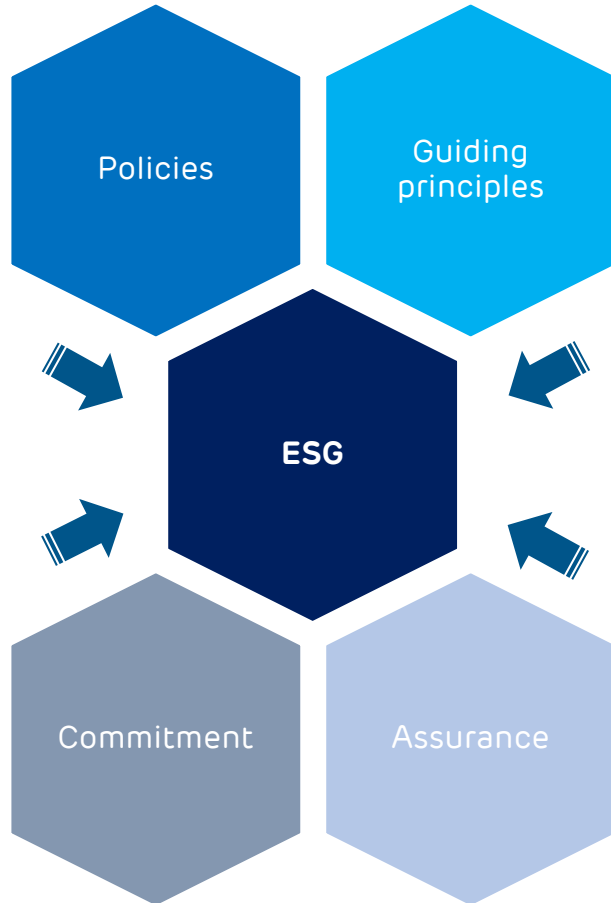 Policies
Guiding
principles
ESG
Commitment
Assurance